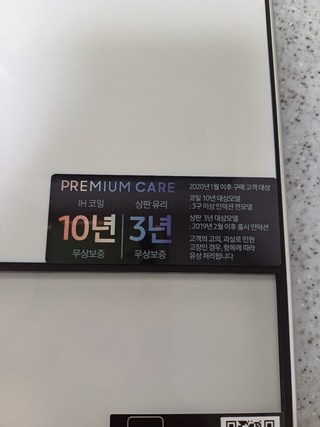 PREMIUM CARE
IH 코일
10년
무상보증
상판 유리
3년
무상보증
2020년 1월 이후 구매 고객 대상
코일 10년 대상모델
: 3구 이상 인덕션 전모델
상판 3년 대상모델
: 2019년 2월 이후 출시 인덕션
고객의 고의, 과실로 인한
고장인 경우, 항목에 따라
유상 처리됩니다